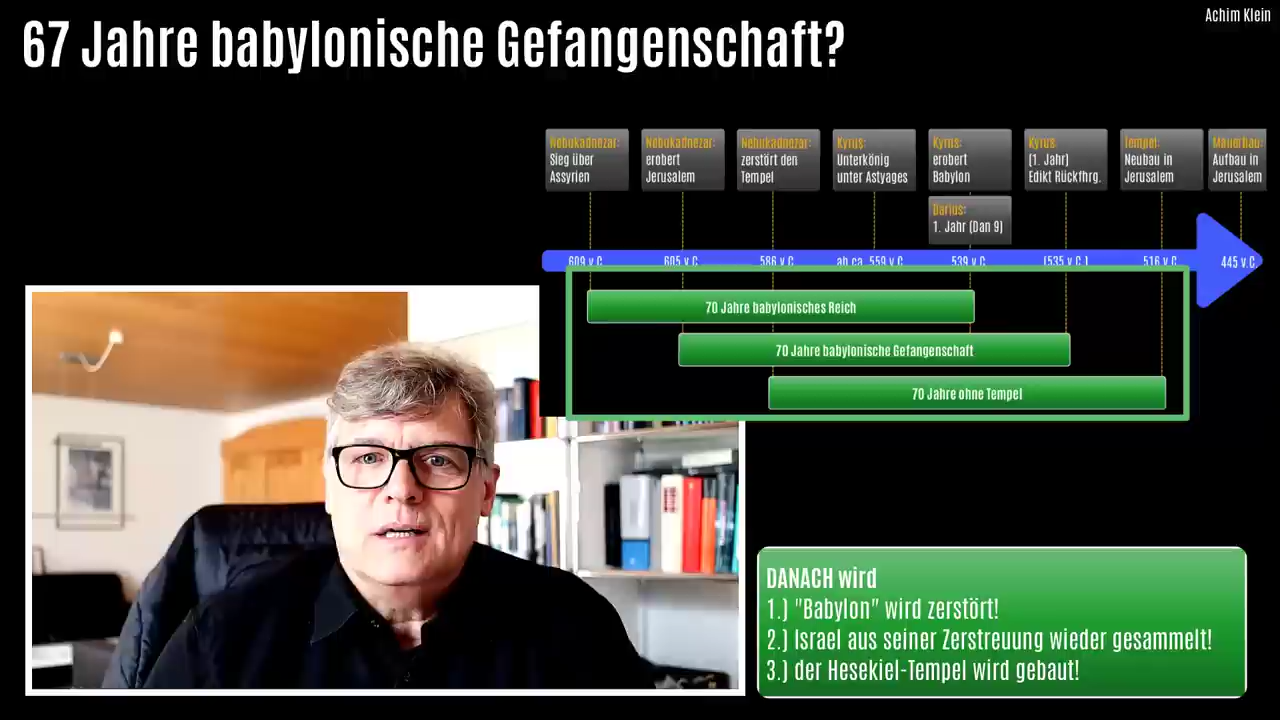 Achim Klein
67 Jahre babylonische Gefangenschaft?
Nebukadnezar:
Sieg über
Assyrien
Nebukadnezar:
erobert
Jerusalem
Nebukadnezar:
zerstört den
Tempel
Kyrus:
Unterkönig
unter Astyages
Kyrus:
erobert
Babylon
Kyrus
(1. Jahr)
Edikt Rückfhrg.
Tempel:
Neubau in
Jerusalem
Mauerbau:
Aufbau in
Jerusalem
Darius:
1. Jahr (Dan 9)
609 v.C.
605 v.C.
586 v.C.
ab ca. 559 v.C.
539 v.C.
(535 v.C.)
516 v.C.
445 v.C.
70 Jahre babylonisches Reich
70 Jahre babylonische Gefangenschaft
70 Jahre ohne Tempel
DANACH wird
1.) "Babylon" wird zerstört!
2.) Israel aus seiner Zerstreuung wieder gesammelt!
3.) der Hesekiel-Tempel wird gebaut!